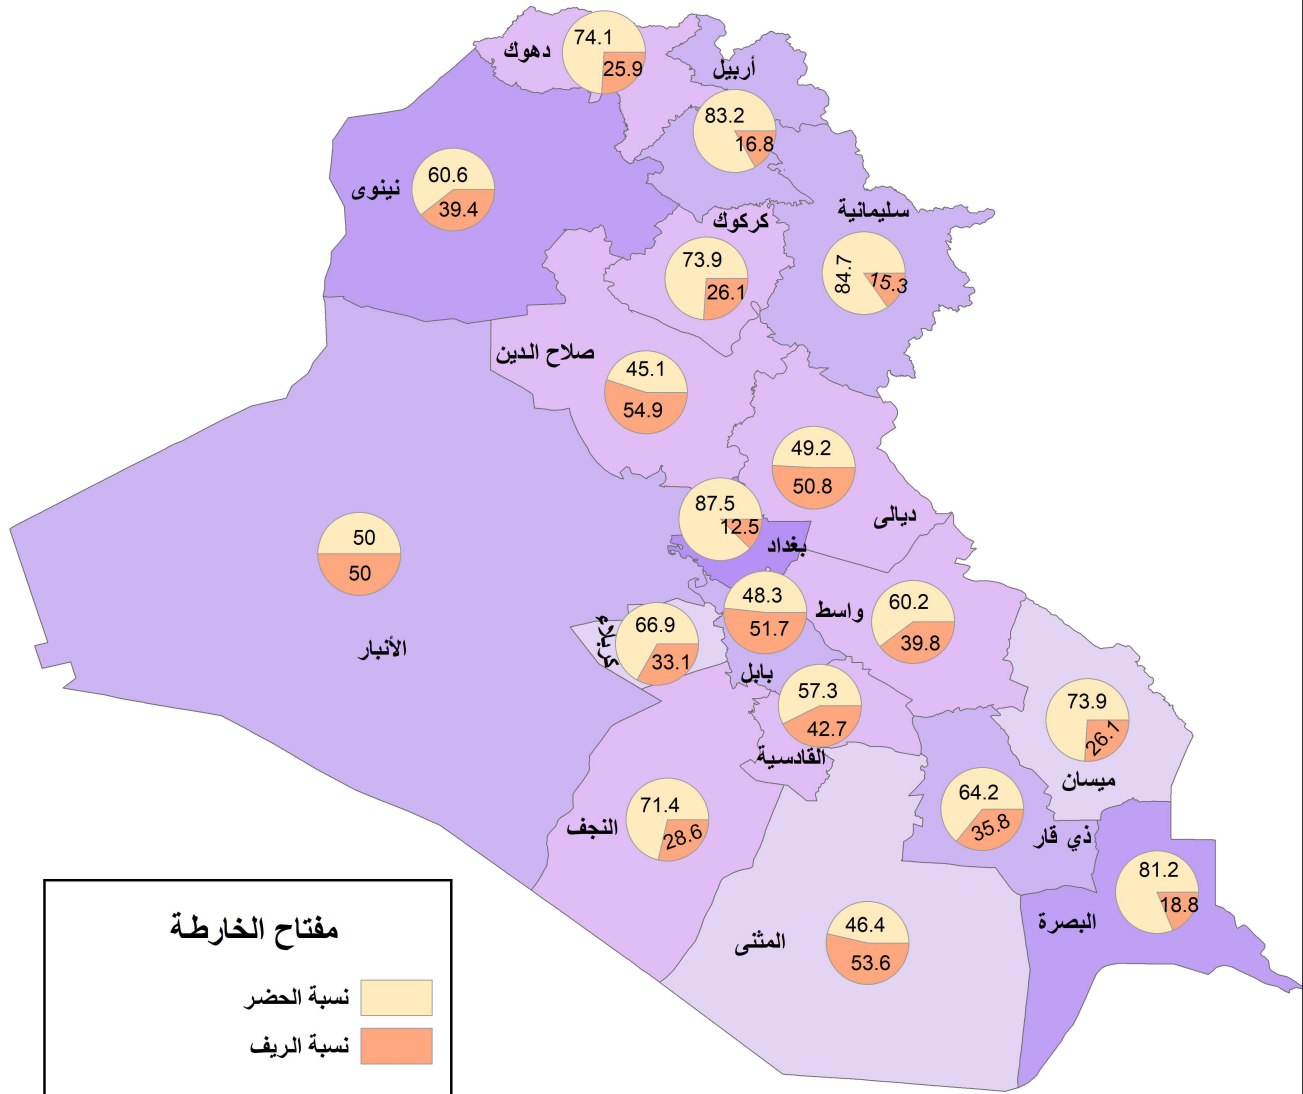 دهوك
74.1
25.9
أربيل
83.2
16.8
نينوى
60.6
39.4
كركوك
73.9
26.1
سليمانية
84.7
15.3
صلاح الدين
45.1
54.9
49.2
50.8
ديالى
87.5
12.5
بغداد
50
50
الأنبار
48.3
51.7
بابل
واسط
60.2
39.8
كربلاء
66.9
33.1
57.3
42.7
القادسية
73.9
26.1
ميسان
النجف
71.4
28.6
64.2
35.8
ذي قار
81.2
18.8
البصرة
المثنى
46.4
53.6
مفتاح الخارطة
نسبة الحضر
نسبة الريف